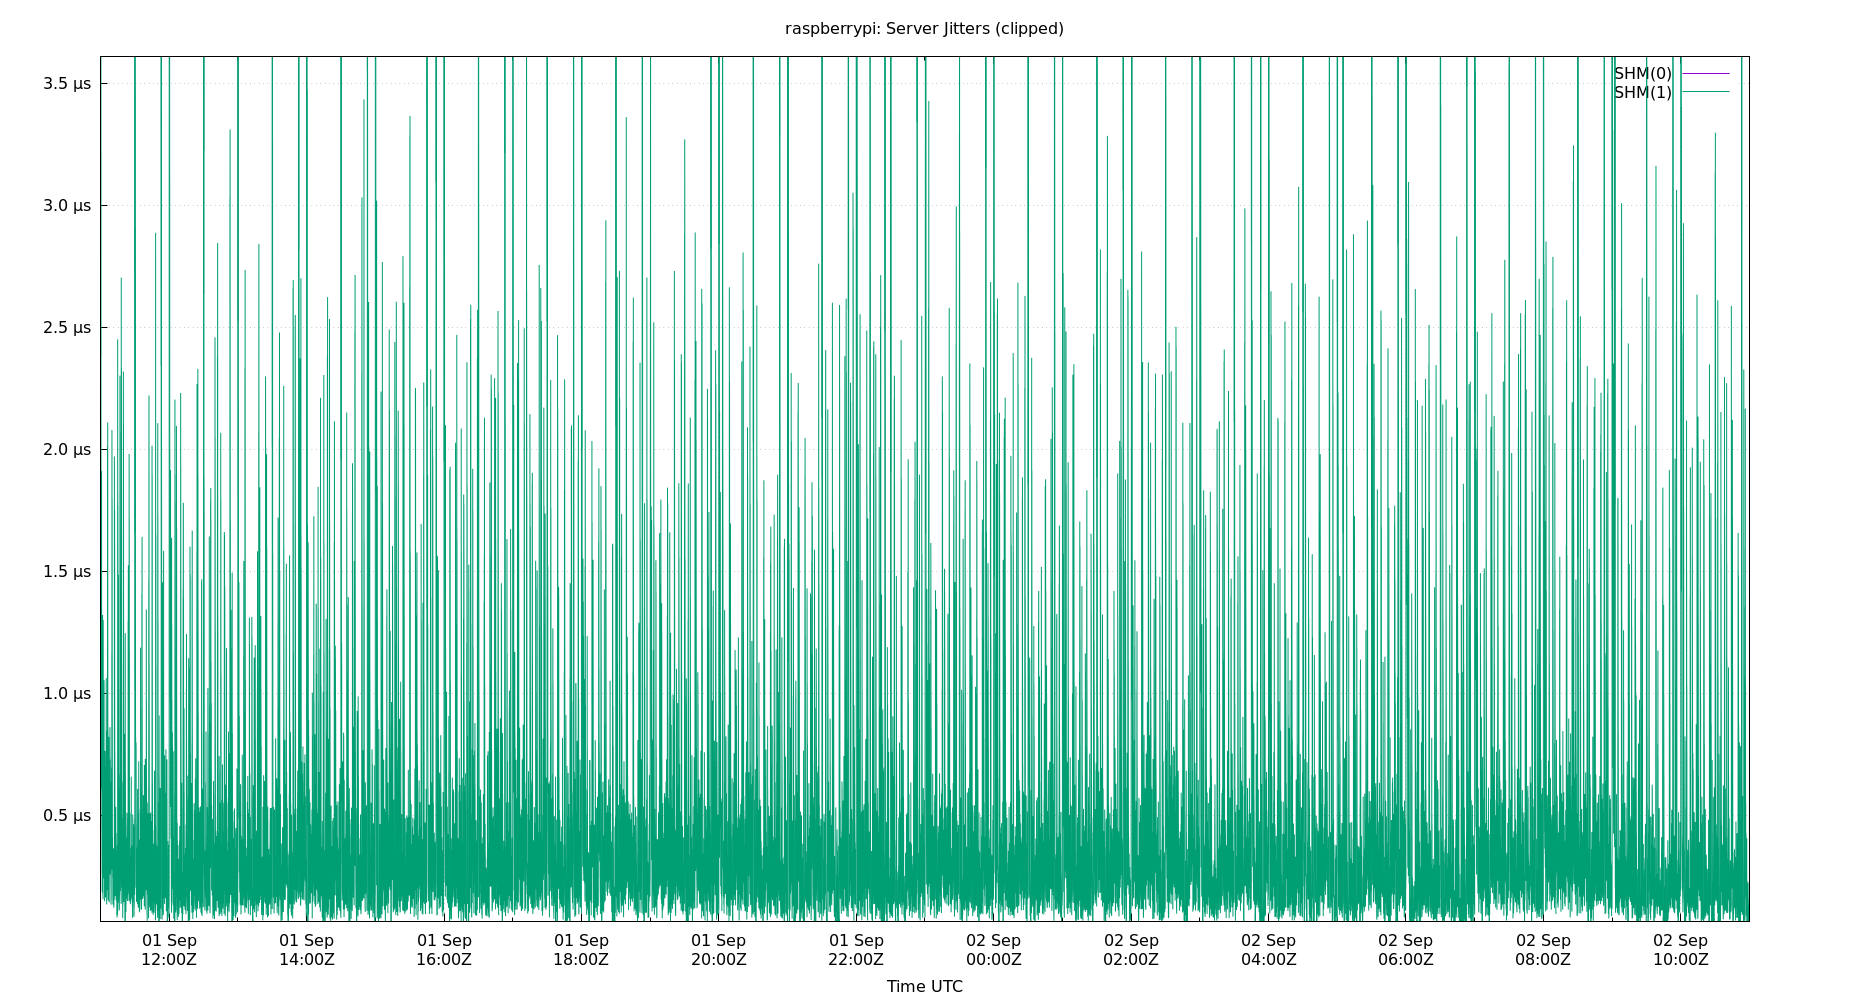 raspberrypi: Server Jitters (clipped)
SHM(0)
SHM(1)
3.5 µs
3.0 µs
2.5 µs
2.0 µs
1.5 µs
1.0 µs
0.5 µs
01 Sep 01 Sep 01 Sep 01 Sep 01 Sep 01 Sep 02 Sep 02 Sep 02 Sep 02 Sep 02 Sep 02 Sep
12:00Z 14:00Z 16:00Z 18:00Z 20:00Z 22:00Z 00:00Z 02:00Z 04:00Z 06:00Z 08:00Z 10:00Z
Time UTC